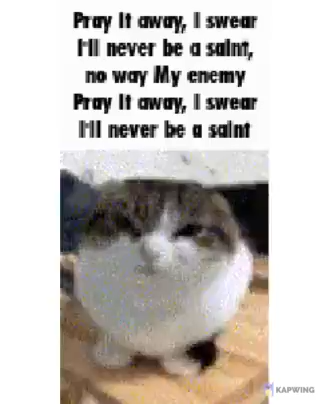 Pray it away, I swear
I'll never be a saint,
no way My enemy
Pray it away, I swear
I'll never be a saint
KAPWING